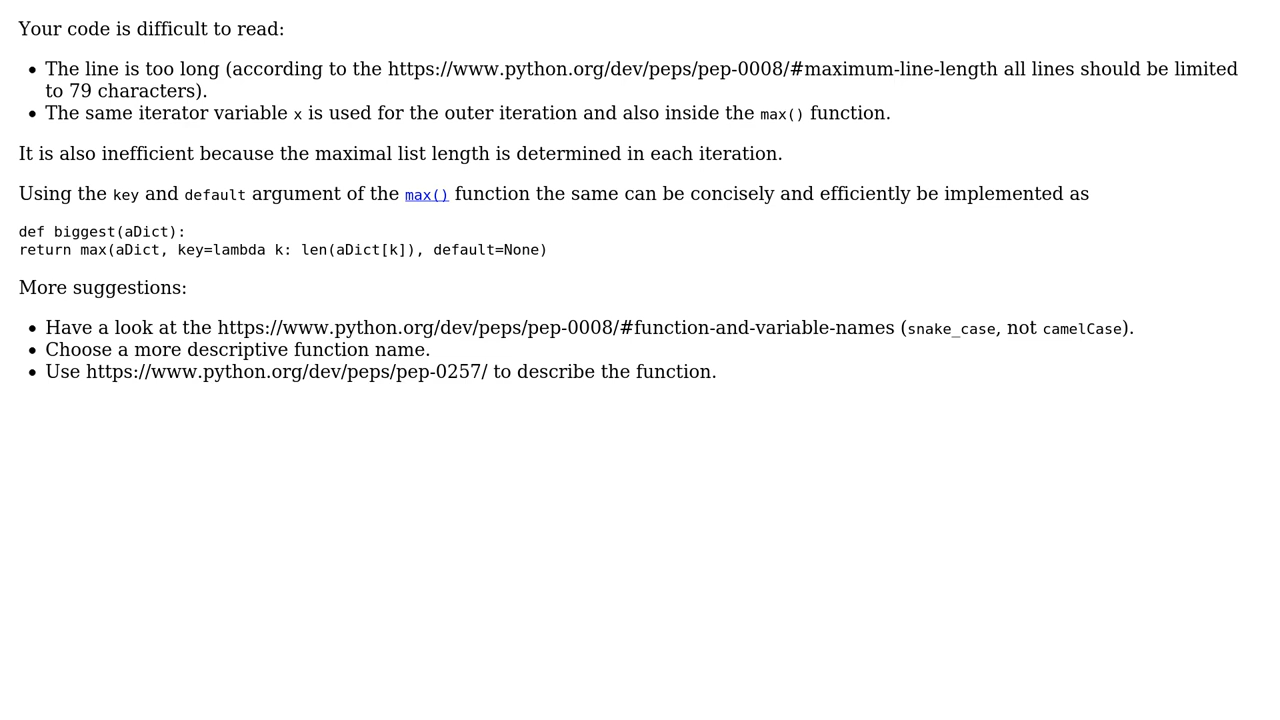 Your code is difficult to read:
• The line is too long (according to the https://www.python.org/dev/peps/pep-0008/#maximum-line-length all lines should be limited
to 79 characters).
• The same iterator variable x is used for the outer iteration and also inside the max() function.
It is also inefficient because the maximal list length is determined in each iteration.
Using the key and default argument of the max() function the same can be concisely and efficiently be implemented as
def biggest(aDict):
return max(aDict, key=lambda k: len(aDict[k]), default=None)
More suggestions:
• Have a look at the https://www.python.org/dev/peps/pep-0008/#function-and-variable-names (snake_case, not camelCase).
• Choose a more descriptive function name.
• Use https://www.python.org/dev/peps/pep-0257/ to describe the function.